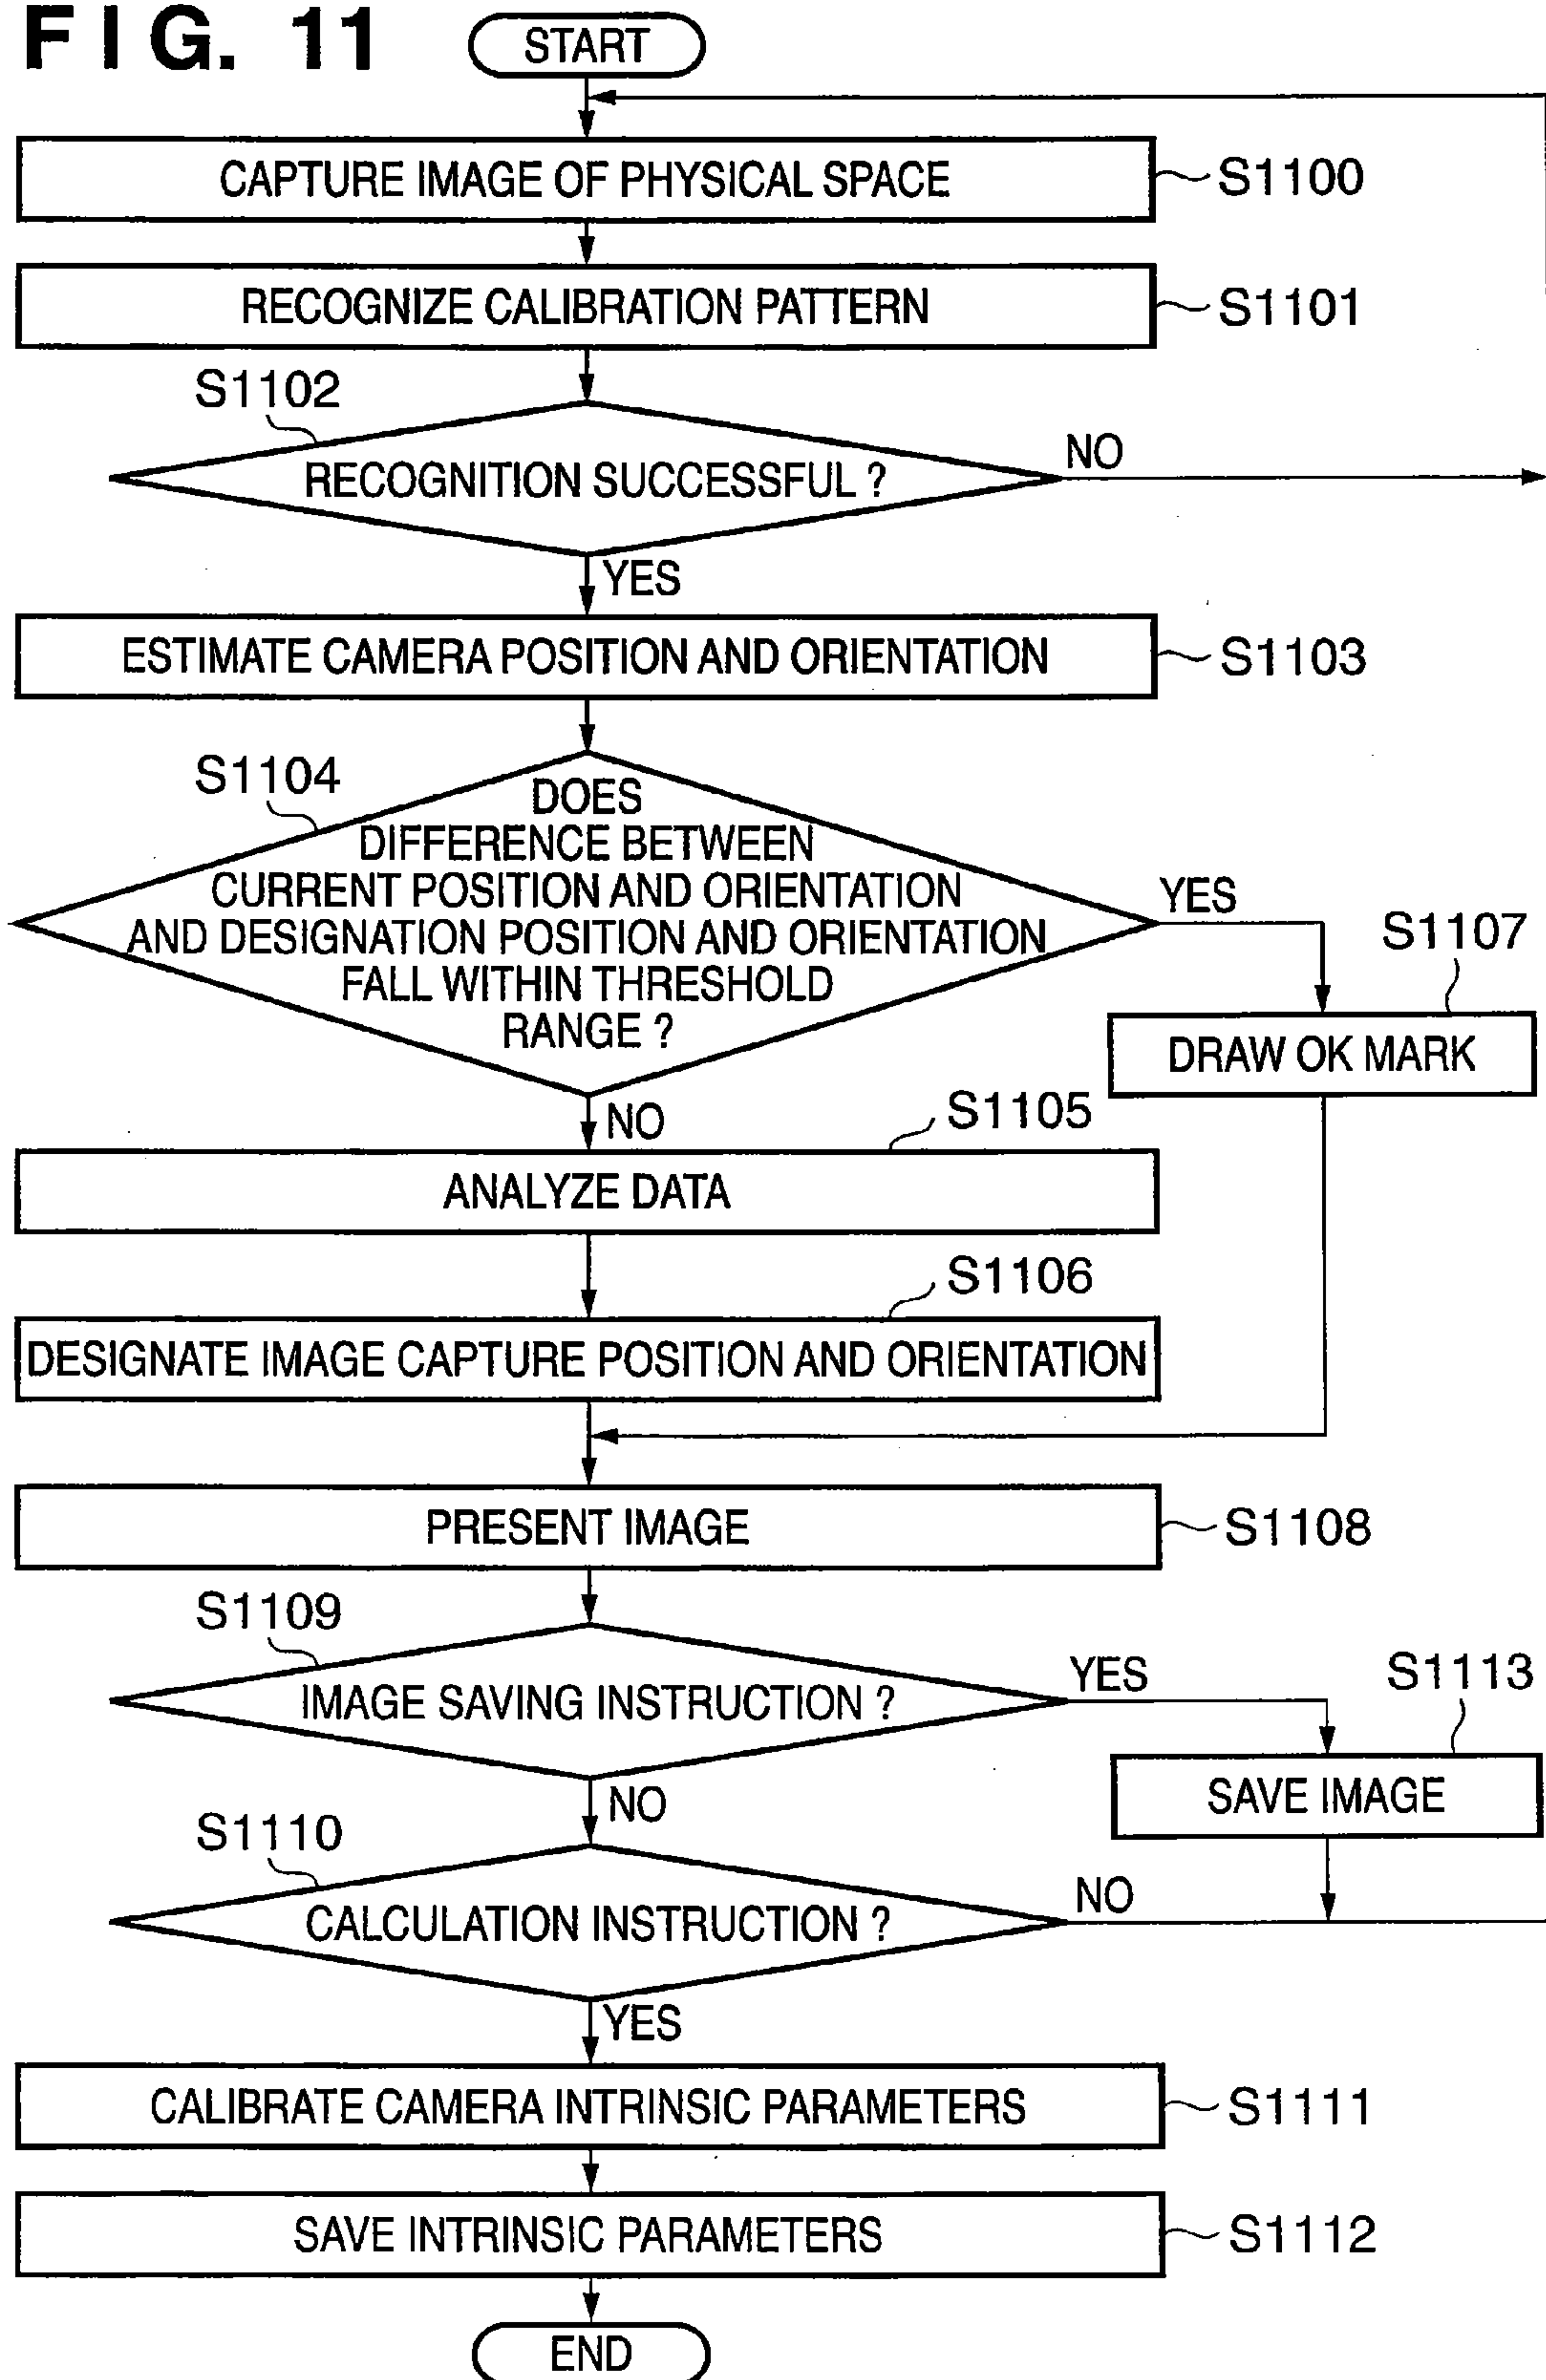 FIG. 11
START
CAPTURE IMAGE OF PHYSICAL SPACE
S1100
RECOGNIZE CALIBRATION PATTERN
S1101
S1102
RECOGNITION SUCCESSFUL ?
NO
YES
ESTIMATE CAMERA POSITION AND ORIENTATION
S1103
S1104
DOES
DIFFERENCE BETWEEN
CURRENT POSITION AND ORIENTATION
AND DESIGNATION POSITION AND ORIENTATION
FALL WITHIN THRESHOLD
RANGE ?
YES
S1107
DRAW OK MARK
NO
S1105
ANALYZE DATA
S1106
DESIGNATE IMAGE CAPTURE POSITION AND ORIENTATION
PRESENT IMAGE
S1108
S1109
IMAGE SAVING INSTRUCTION ?
YES
S1113
SAVE IMAGE
NO
S1110
CALCULATION INSTRUCTION ?
NO
YES
CALIBRATE CAMERA INTRINSIC PARAMETERS
S1111
SAVE INTRINSIC PARAMETERS
S1112
END